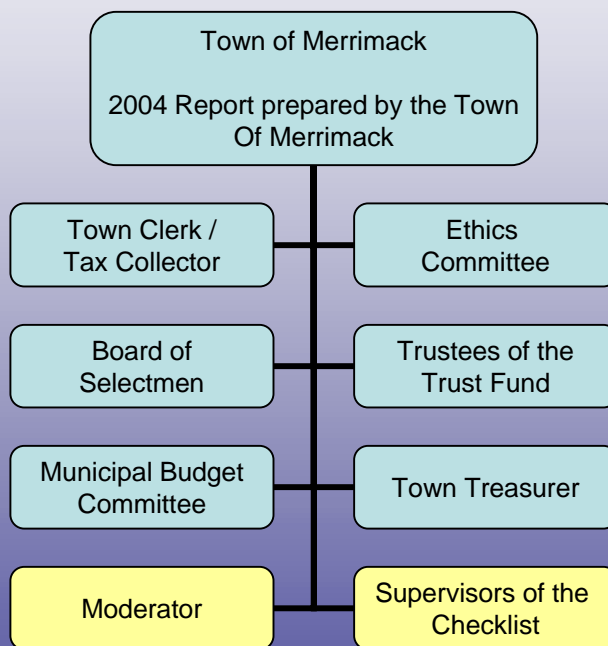 Town of Merrimack
2004 Report prepared by the Town
Of Merrimack
Town Clerk /
Tax Collector
Ethics
Committee
Board of
Selectmen
Trustees of the
Trust Fund
Municipal Budget
Committee
Town Treasurer
Moderator
Supervisors of the
Checklist